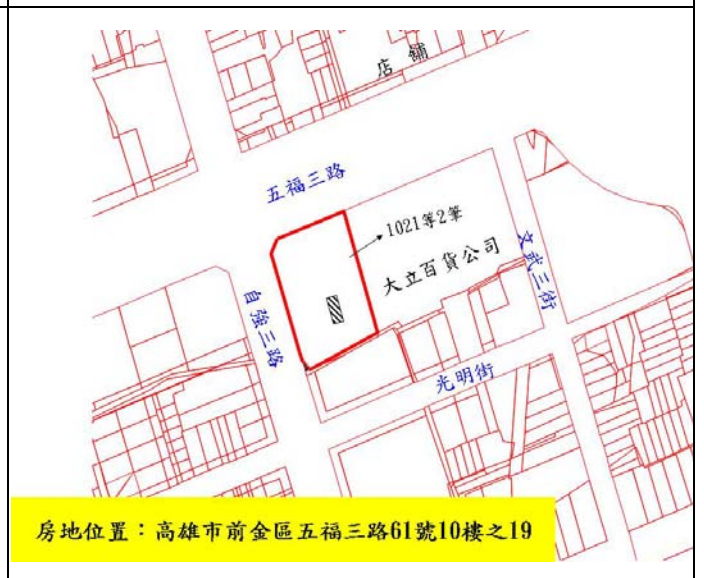 店舖
五福三路
1021等2筆
大立百貨公司
文武三街
自強三路
光明街
房地位置：高雄市前金區五福三路61號10樓之19